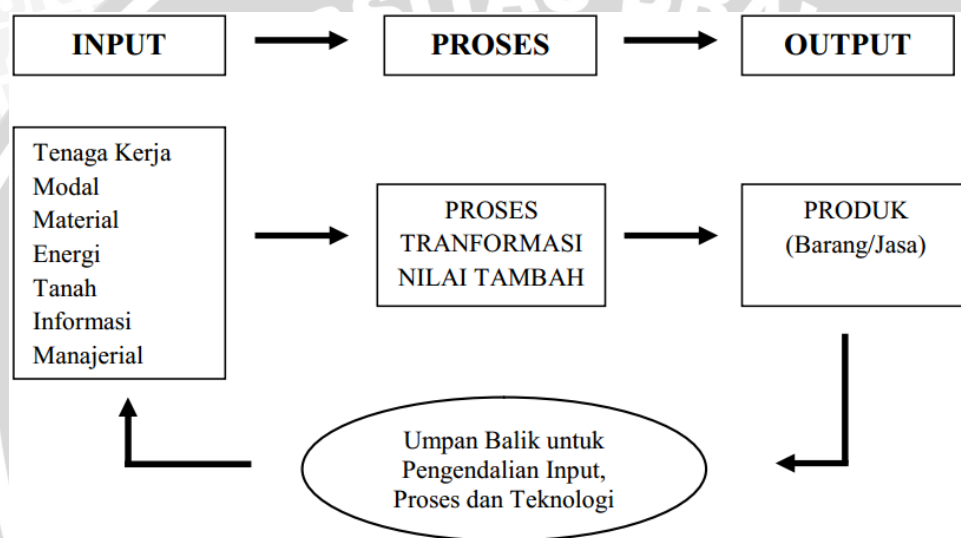 INPUT
PROSES
OUTPUT
Tenaga Kerja
Modal
Material
Energi
Tanah
Informasi
Manajerial
PROSES
TRANFORMASI
NILAI TAMBAH
PRODUK
(Barang/Jasa)
Umpan Balik untuk
Pengendalian Input,
Proses dan Teknologi